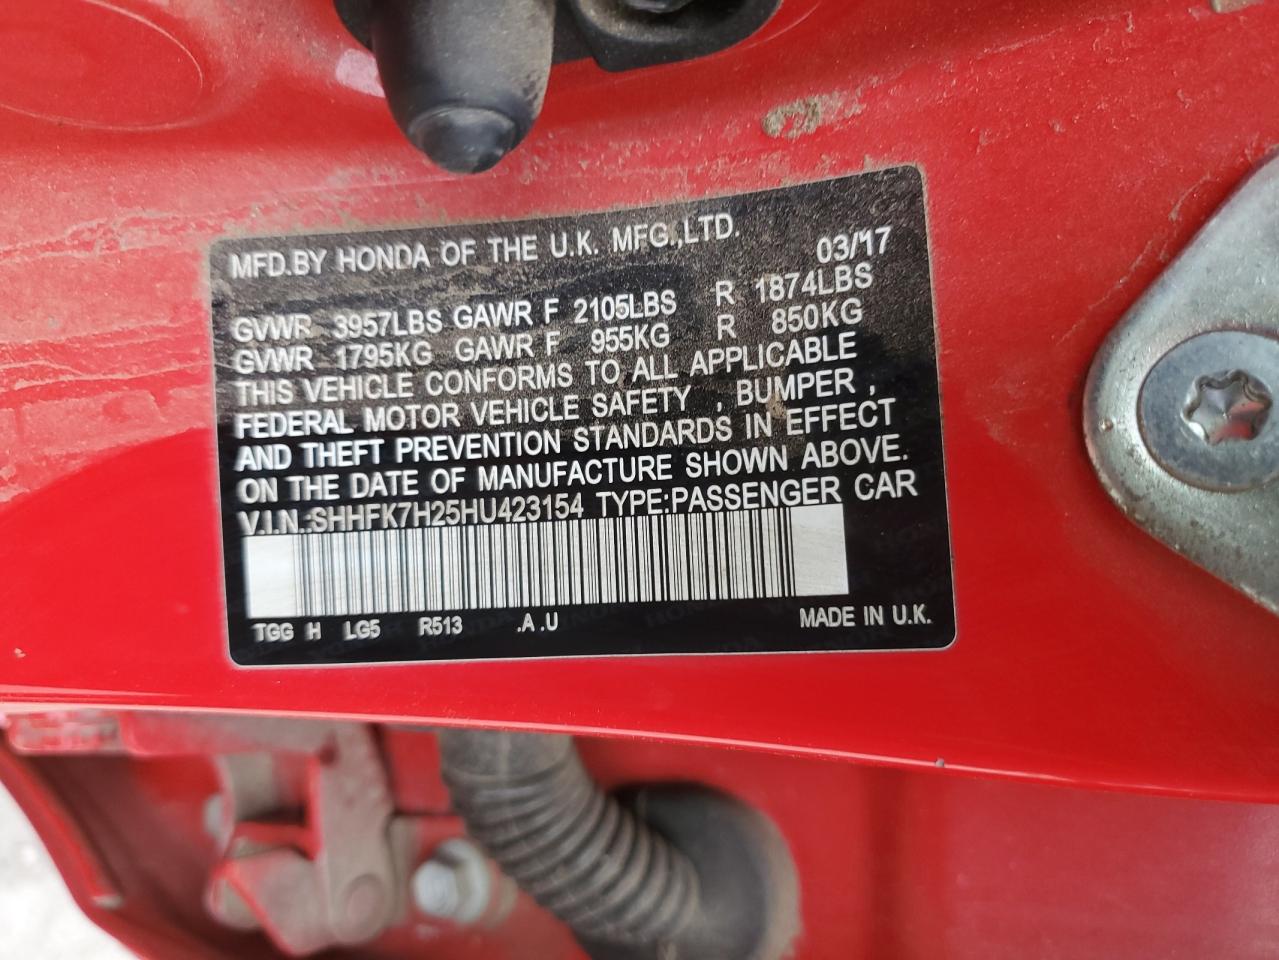 MFD.BY HONDA OF THE U.K. MFG.,LTD. 03/17
GVWR 3957LBS GAWR F 2105LBS R 1874LBS
GVWR 1795KG GAWR F 955KG R 850KG
THIS VEHICLE CONFORMS TO ALL APPLICABLE
FEDERAL MOTOR VEHICLE SAFETY , BUMPER ,
AND THEFT PREVENTION STANDARDS IN EFFECT
ON THE DATE OF MANUFACTURE SHOWN ABOVE.
V.I.N.:SHHFK7H25HU423154 TYPE:PASSENGER CAR
TGG H LG5 R513 .A .U MADE IN U.K.